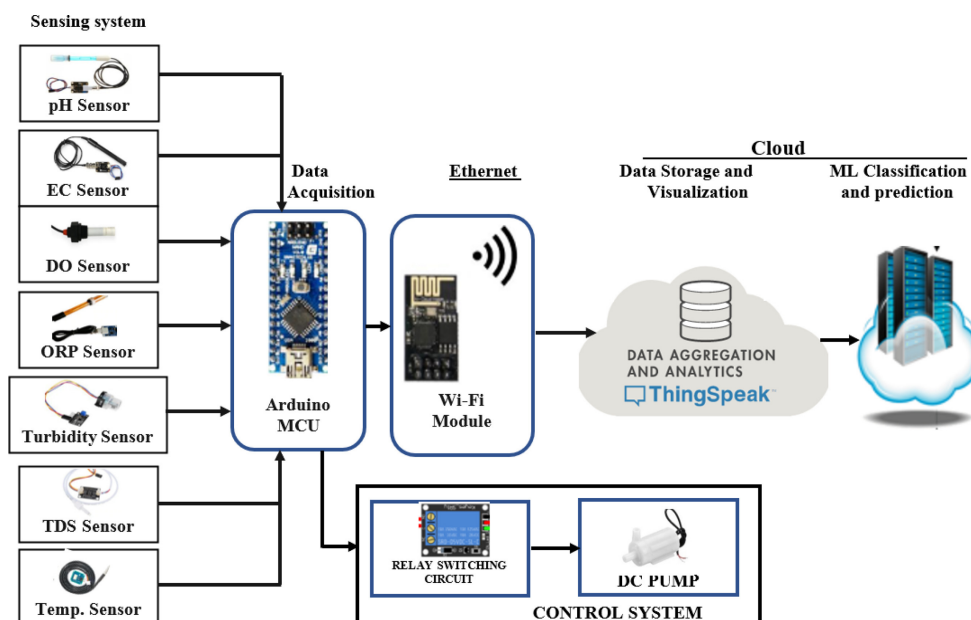 Sensing system
pH Sensor
EC Sensor
DO Sensor
ORP Sensor
Turbidity Sensor
TDS Sensor
Temp. Sensor
Data
Acquisition
Arduino
MCU
Ethernet
Wi-Fi
Module
Cloud
Data Storage and
Visualization
ML Classification
and prediction
DATA AGGREGATION
AND ANALYTICS
ThingSpeak™
RELAY SWITCHING
CIRCUIT
DC PUMP
CONTROL SYSTEM